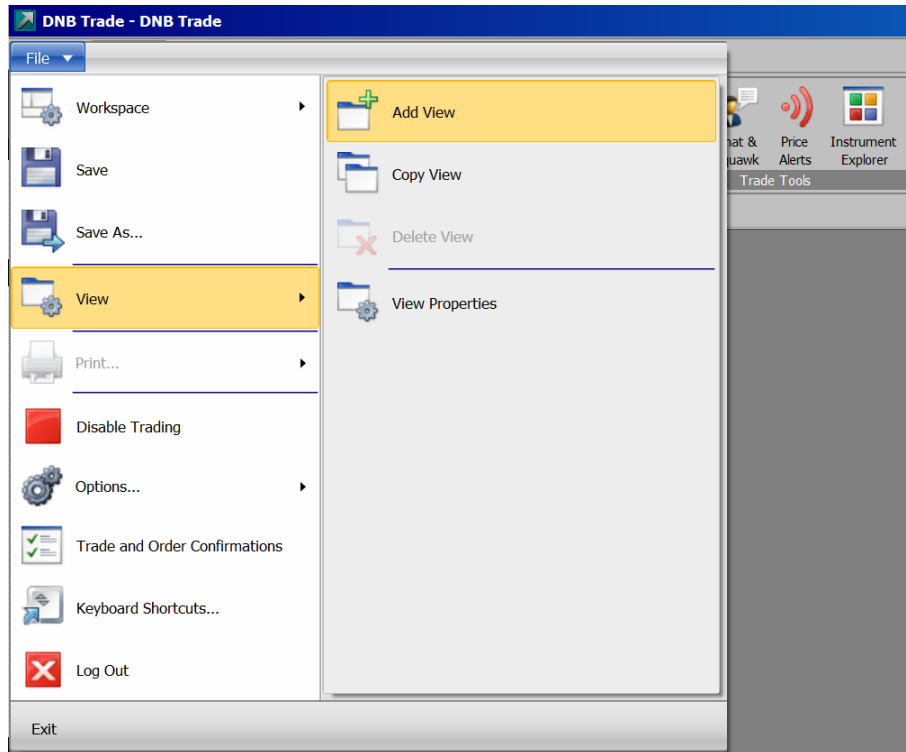 DNB Trade - DNB Trade
File
Workspace
Save
Save As...
View
Print...
Disable Trading
Options...
Trade and Order Confirmations
Keyboard Shortcuts...
Log Out
Exit
Add View
Copy View
Delete View
View Properties
Price
Alerts
Instrument
Explorer
Trade Tools